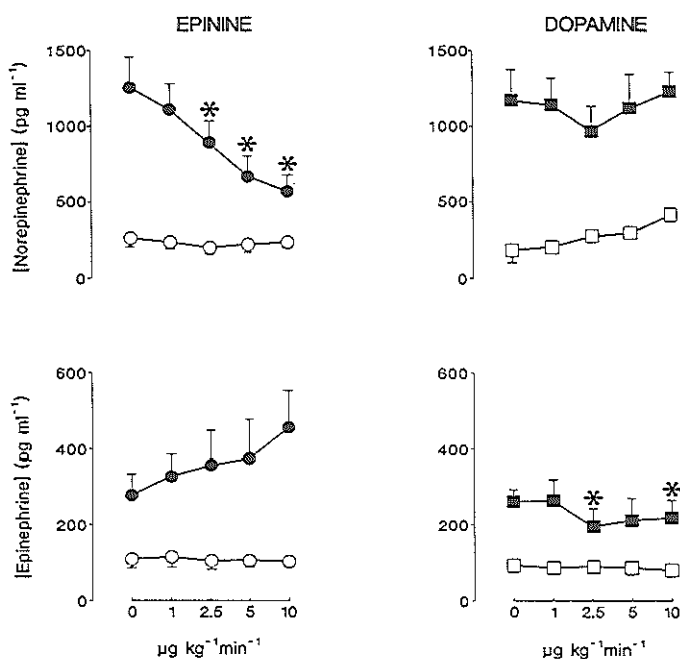 EPININE
DOPAMINE
[Norepinephrine] (pg ml⁻¹)
1500
1000
500
0
* * *
1500
1000
500
0
[Epinephrine] (pg ml⁻¹)
600
400
200
0
0 1 2.5 5 10
µg kg⁻¹min⁻¹
600
400
200
0
* *
0 1 2.5 5 10
µg kg⁻¹min⁻¹